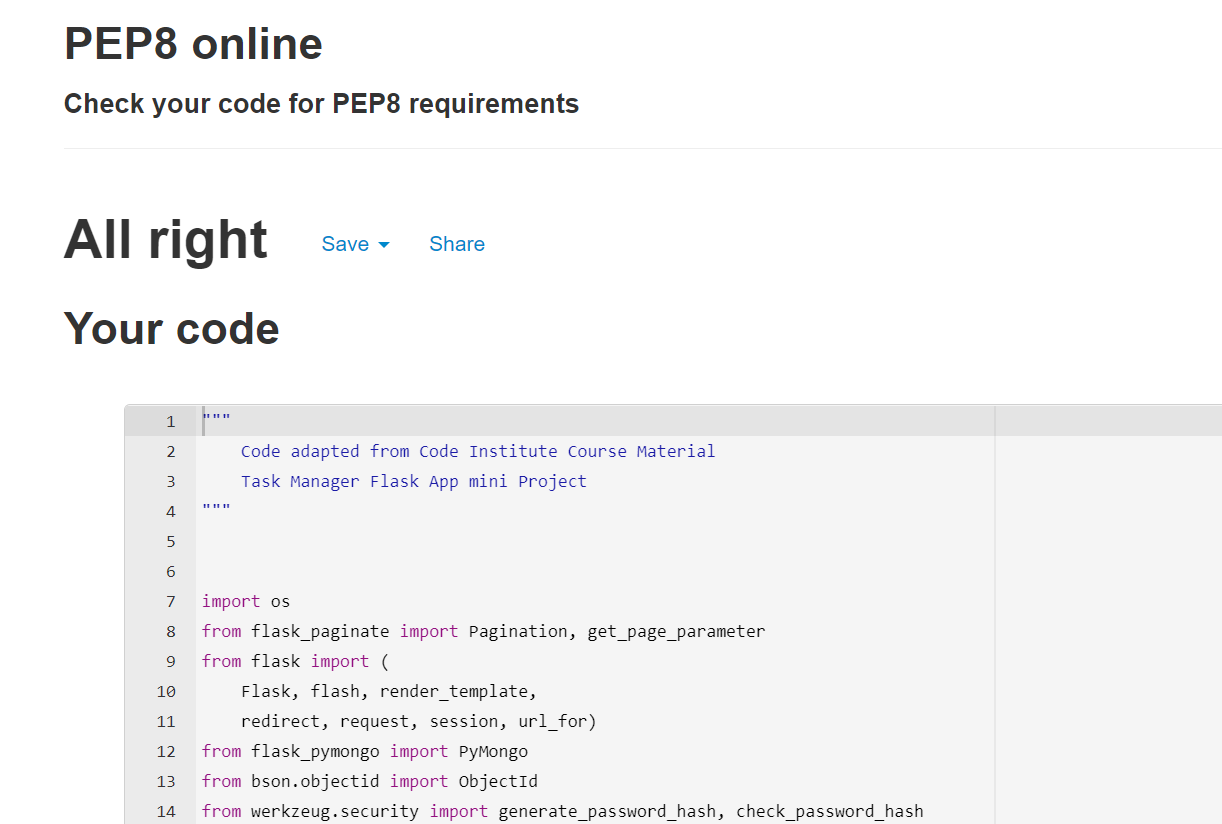 PEP8 online
Check your code for PEP8 requirements
All right Save Share
Your code
1 """
2     Code adapted from Code Institute Course Material
3     Task Manager Flask App mini Project
4 """
5
6
7 import os
8 from flask_paginate import Pagination, get_page_parameter
9 from flask import (
10     Flask, flash, render_template,
11     redirect, request, session, url_for)
12 from flask_pymongo import PyMongo
13 from bson.objectid import ObjectId
14 from werkzeug.security import generate_password_hash, check_password_hash